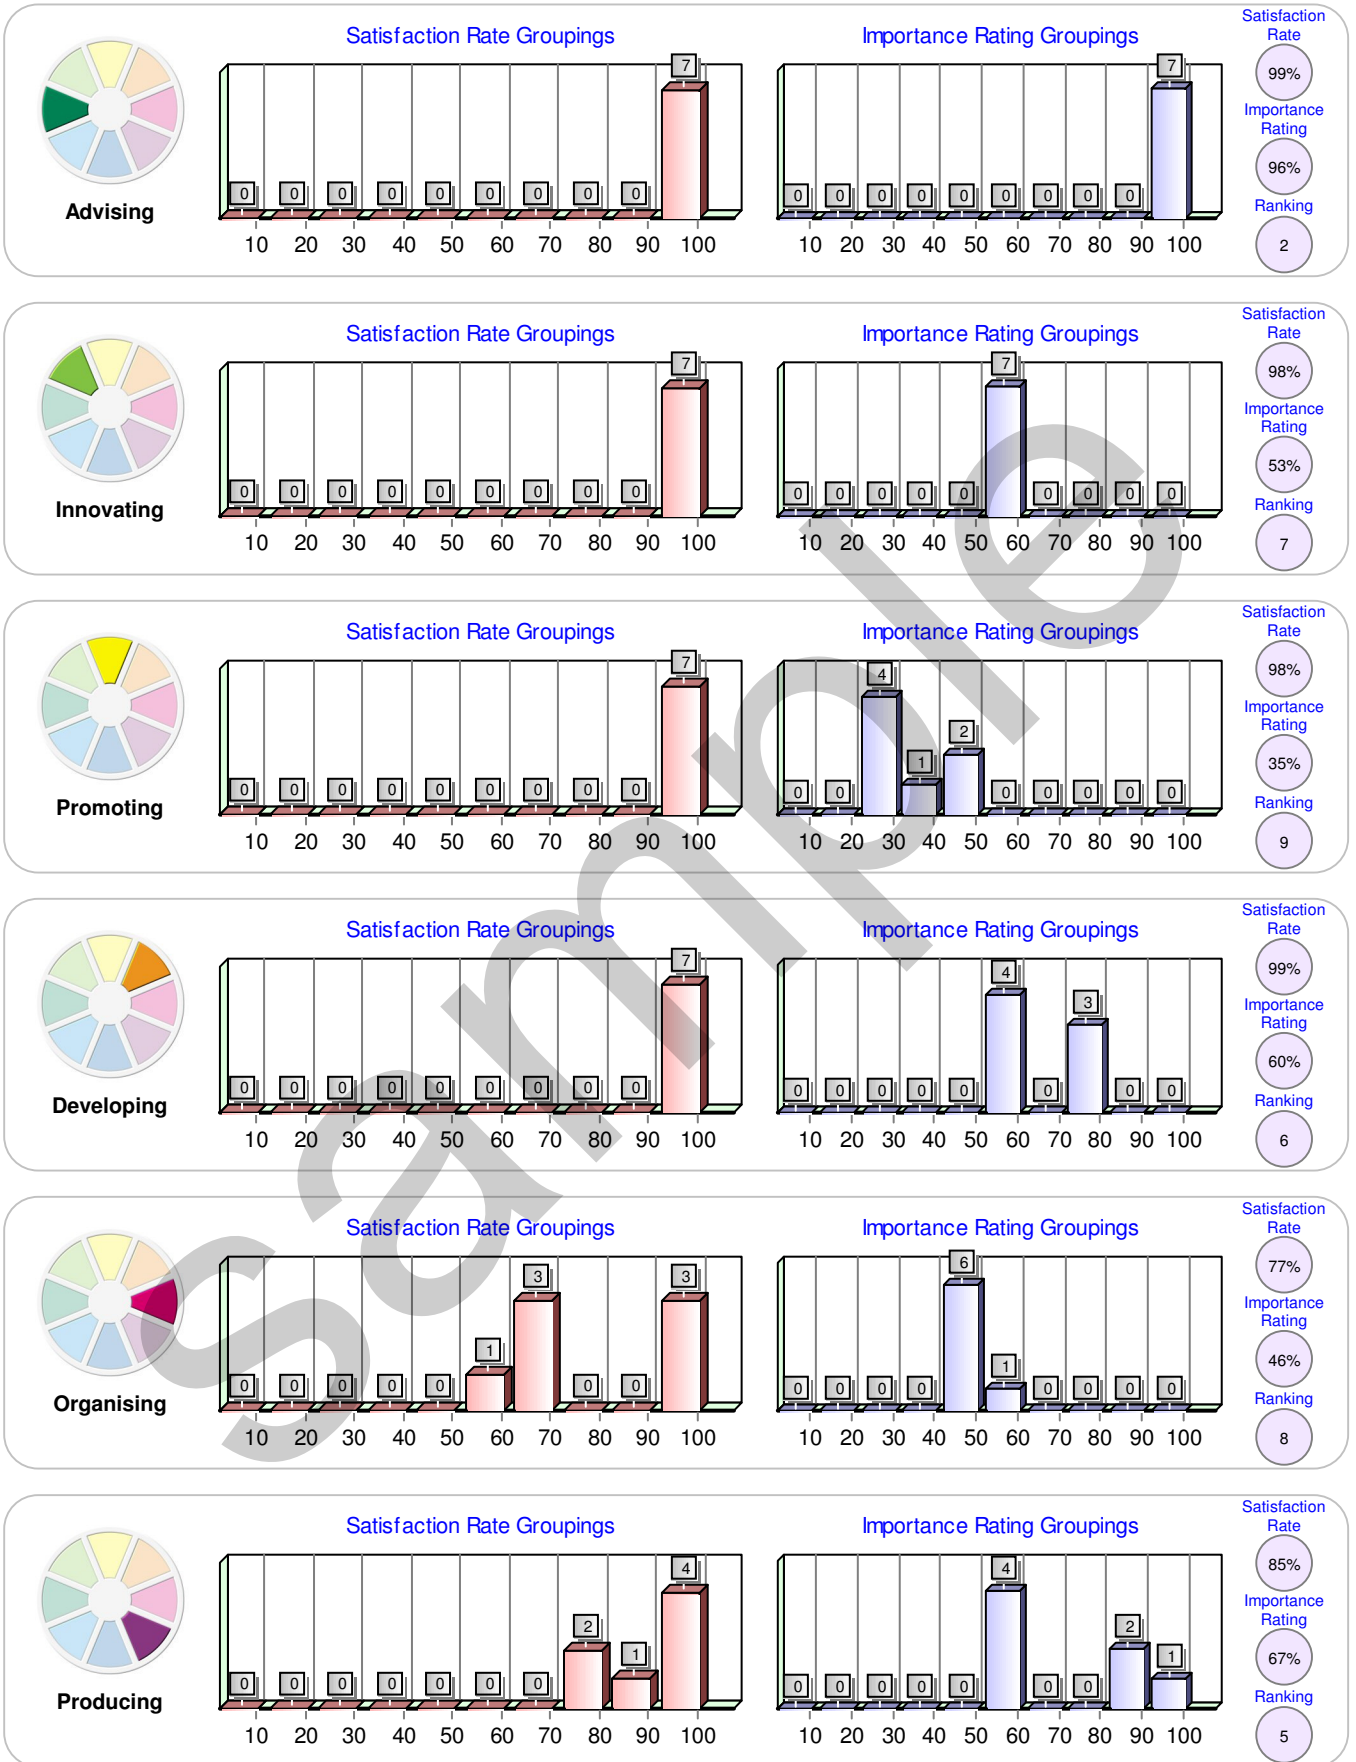 Satisfaction Rate Groupings
Importance Rating Groupings
Satisfaction
Rate
99%
Importance
Rating
96%
Ranking
2
7
0 0 0 0 0 0 0 0 0
10 20 30 40 50 60 70 80 90 100
7
0 0 0 0 0 0 0 0 0
10 20 30 40 50 60 70 80 90 100
Advising
Satisfaction Rate Groupings
Importance Rating Groupings
Satisfaction
Rate
98%
Importance
Rating
53%
Ranking
7
7
0 0 0 0 0 0 0 0 0
10 20 30 40 50 60 70 80 90 100
7
0 0 0 0 0 0 0 0 0
10 20 30 40 50 60 70 80 90 100
Innovating
Satisfaction Rate Groupings
Importance Rating Groupings
Satisfaction
Rate
98%
Importance
Rating
35%
Ranking
9
7
0 0 0 0 0 0 0 0 0
10 20 30 40 50 60 70 80 90 100
0 0 4 1 2 0 0 0 0 0
10 20 30 40 50 60 70 80 90 100
Promoting
Satisfaction Rate Groupings
Importance Rating Groupings
Satisfaction
Rate
99%
Importance
Rating
60%
Ranking
6
7
0 0 0 0 0 0 0 0 0
10 20 30 40 50 60 70 80 90 100
0 0 0 0 0 4 0 3 0 0
10 20 30 40 50 60 70 80 90 100
Developing
Satisfaction Rate Groupings
Importance Rating Groupings
Satisfaction
Rate
77%
Importance
Rating
46%
Ranking
8
0 0 0 0 0 1 3 0 0 3
10 20 30 40 50 60 70 80 90 100
0 0 0 0 6 1 0 0 0 0
10 20 30 40 50 60 70 80 90 100
Organising
Satisfaction Rate Groupings
Importance Rating Groupings
Satisfaction
Rate
85%
Importance
Rating
67%
Ranking
5
0 0 0 0 0 0 0 2 1 4
10 20 30 40 50 60 70 80 90 100
0 0 0 0 0 4 0 0 2 1
10 20 30 40 50 60 70 80 90 100
Producing
sample